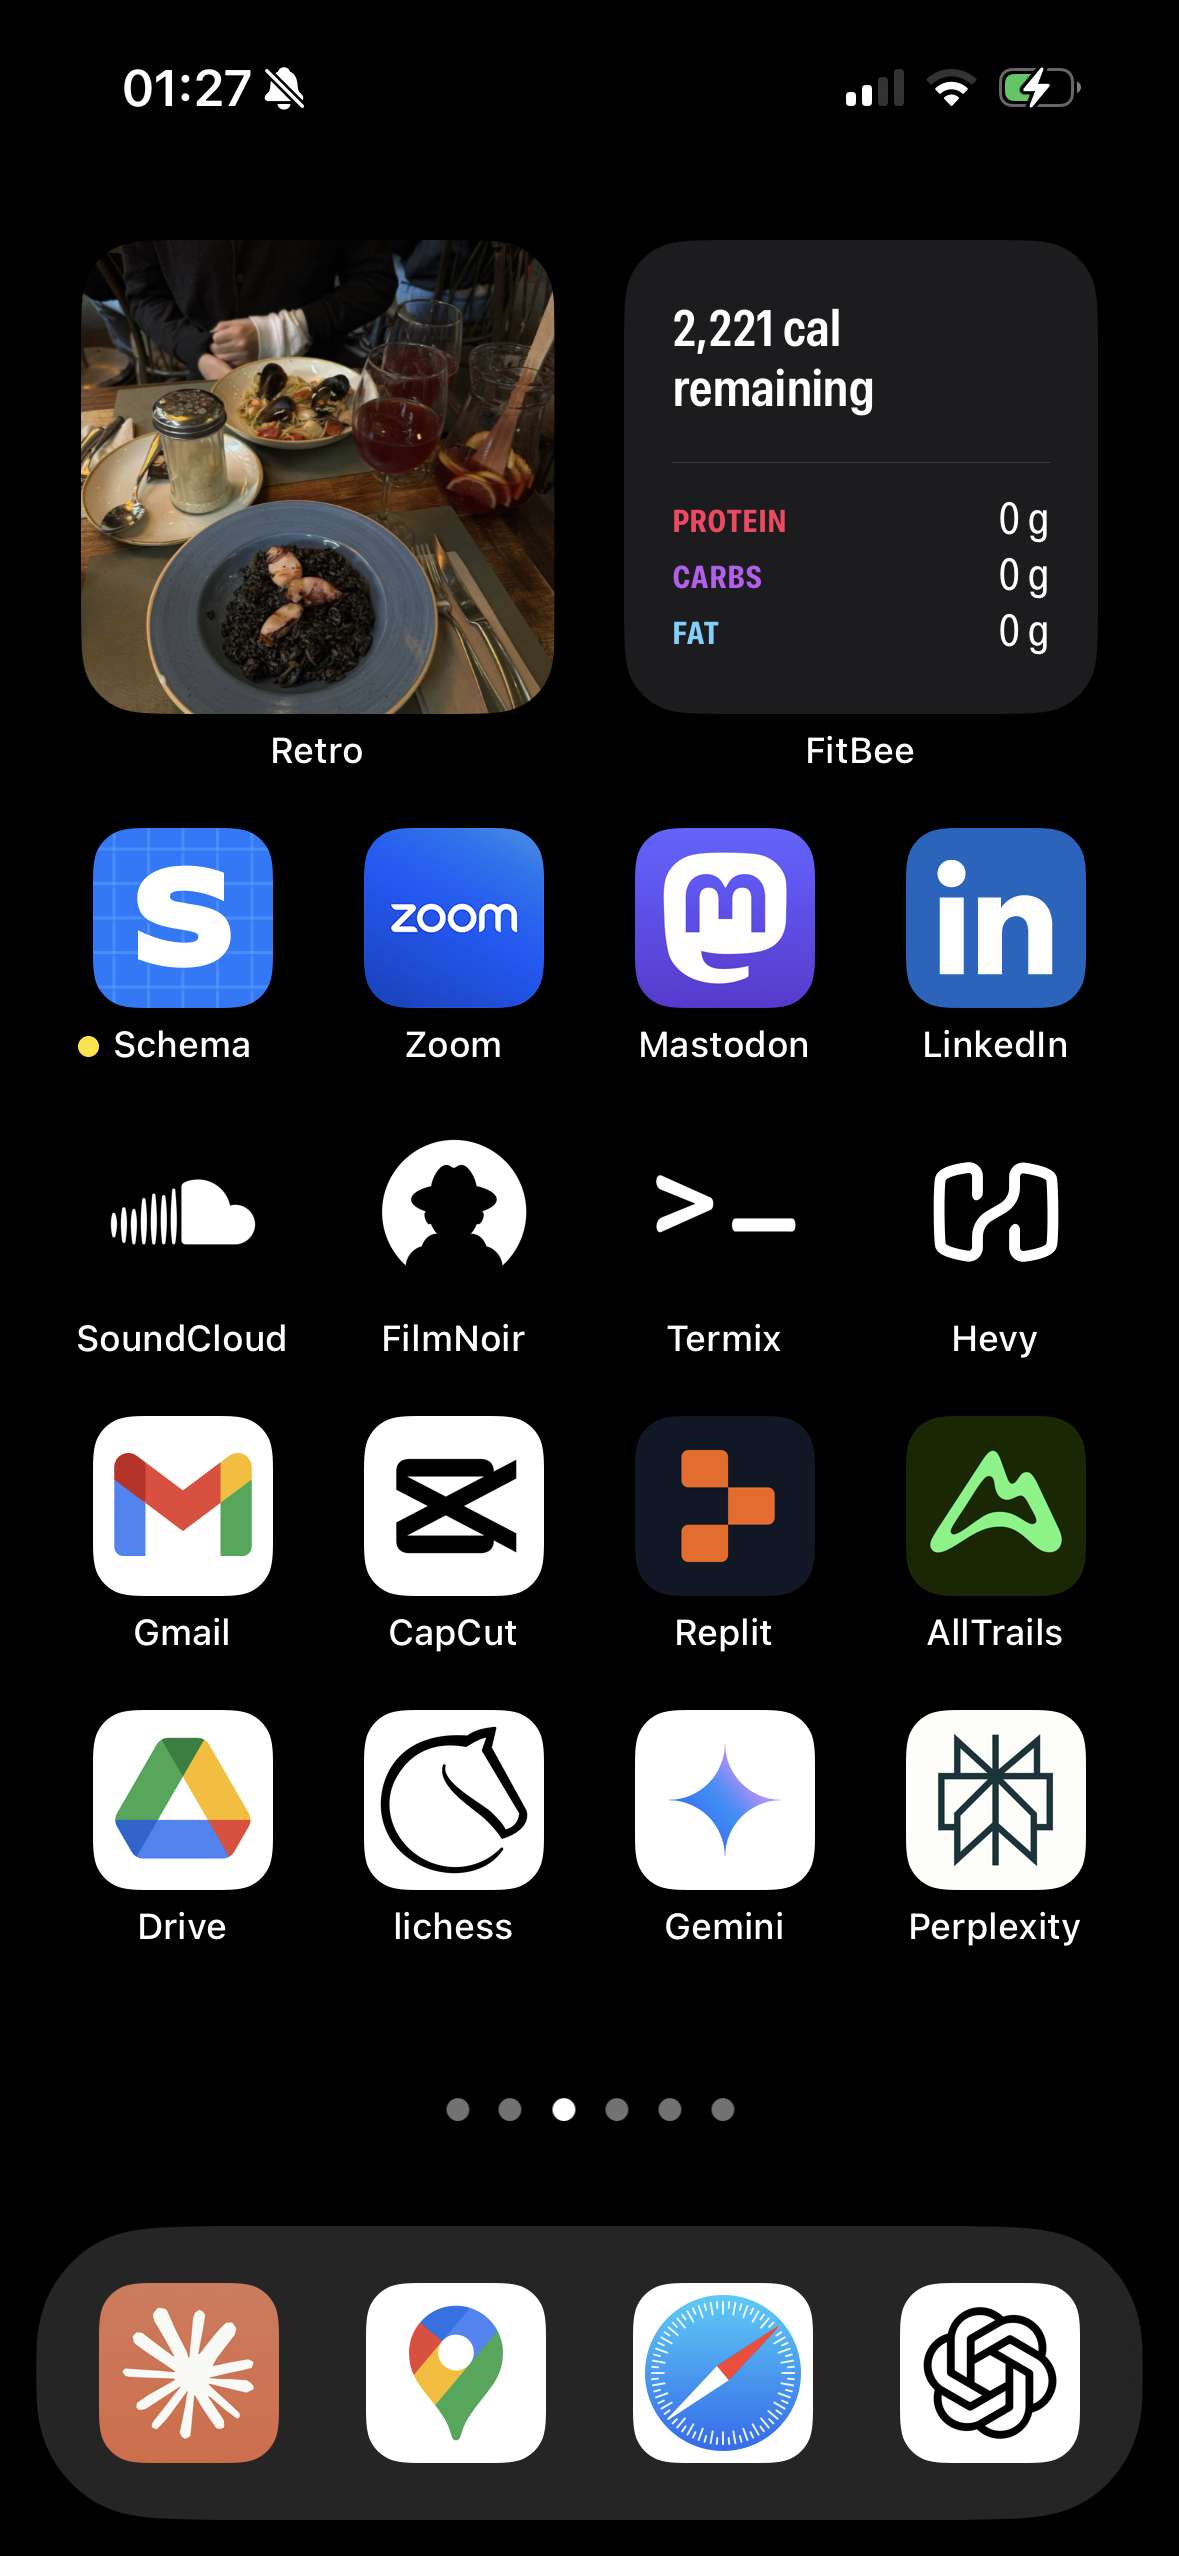 01:27
2,221 cal
remaining
PROTEIN 0 g
CARBS 0 g
FAT 0 g
Retro
FitBee
S
zoom
m
in
Schema
Zoom
Mastodon
LinkedIn
>_
SoundCloud
FilmNoir
Termix
Hevy
Gmail
CapCut
Replit
AllTrails
Drive
lichess
Gemini
Perplexity